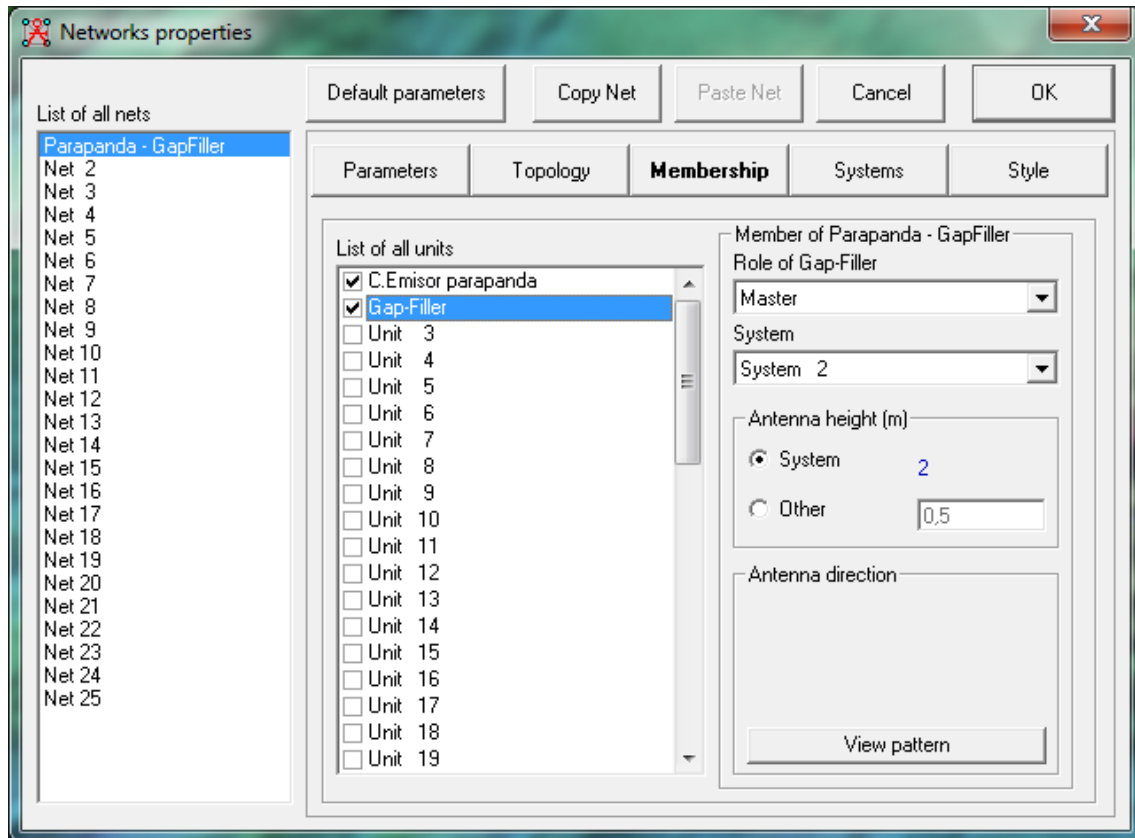 Networks properties
Default parameters
Copy Net
Paste Net
Cancel
OK
List of all nets
Parapanda - GapFiller
Net 2
Net 3
Net 4
Net 5
Net 6
Net 7
Net 8
Net 9
Net 10
Net 11
Net 12
Net 13
Net 14
Net 15
Net 16
Net 17
Net 18
Net 19
Net 20
Net 21
Net 22
Net 23
Net 24
Net 25
Parameters
Topology
Membership
Systems
Style
List of all units
C.Emisor parapanda
Gap-Filler
Unit 3
Unit 4
Unit 5
Unit 6
Unit 7
Unit 8
Unit 9
Unit 10
Unit 11
Unit 12
Unit 13
Unit 14
Unit 15
Unit 16
Unit 17
Unit 18
Unit 19
Member of Parapanda - GapFiller
Role of Gap-Filler
Master
System
System 2
Antenna height (m)
System 2
Other 0,5
Antenna direction
View pattern